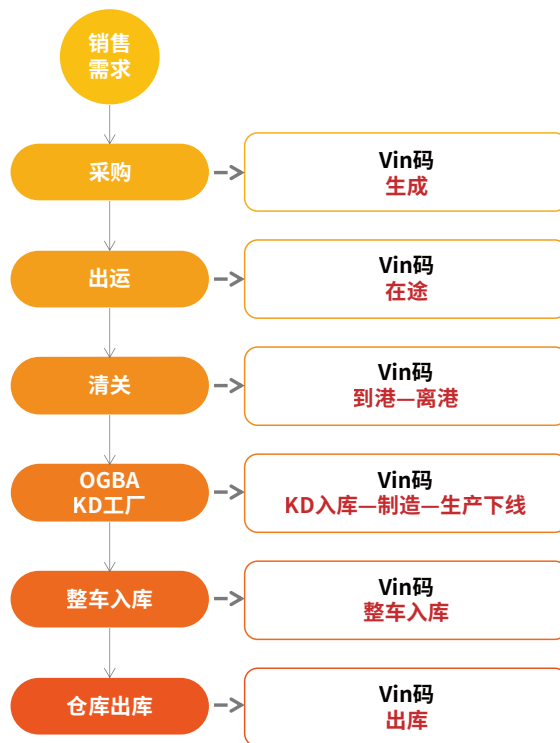 销售
需求
采购
Vin码
生成
出运
Vin码
在途
清关
Vin码
到港—离港
OGBA
KD工厂
Vin码
KD入库—制造—生产下线
整车入库
Vin码
整车入库
仓库出库
Vin码
出库